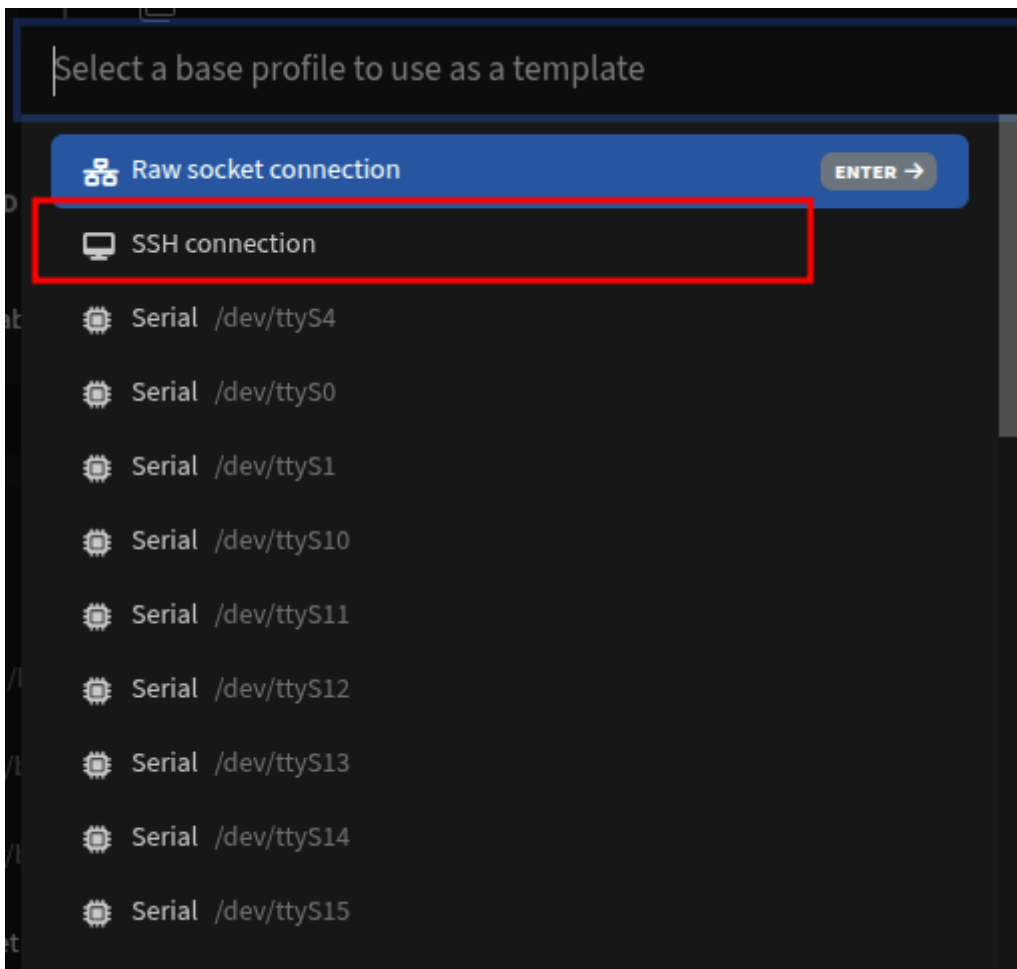 Select a base profile to use as a template
Raw socket connection ENTER →
SSH connection
Serial /dev/ttyS4
Serial /dev/ttyS0
Serial /dev/ttyS1
Serial /dev/ttyS10
Serial /dev/ttyS11
Serial /dev/ttyS12
Serial /dev/ttyS13
Serial /dev/ttyS14
Serial /dev/ttyS15